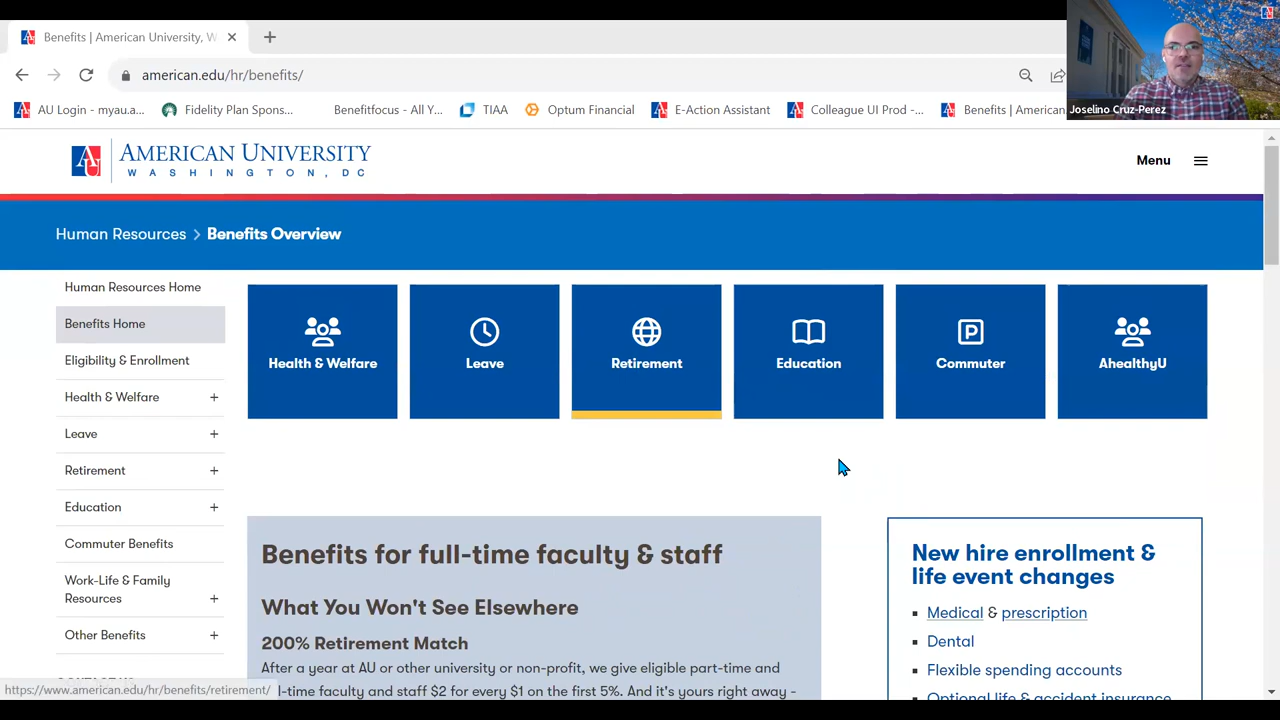 Benefits | American University, W
american.edu/hr/benefits/
AU Login - myau.a...
Fidelity Plan Spons...
Benefitfocus - All Y...
TIAA
Optum Financial
E-Action Assistant
Colleague UI Prod - ...
Benefits | American
Joselino Cruz-Perez
AMERICAN UNIVERSITY
WASHINGTON, DC
Menu
Human Resources > Benefits Overview
Human Resources Home
Benefits Home
Eligibility & Enrollment
Health & Welfare +
Leave +
Retirement +
Education +
Commuter Benefits
Work-Life & Family
Resources +
Other Benefits +
Health & Welfare
Leave
Retirement
Education
Commuter
AhealthyU
Benefits for full-time faculty & staff
What You Won't See Elsewhere
200% Retirement Match
After a year at AU or other university or non-profit, we give eligible part-time and
l-time faculty and staff $2 for every $1 on the first 5%. And it's yours right away -
New hire enrollment &
life event changes
Medical & prescription
Dental
Flexible spending accounts
Optional life & accident insurance
https://www.american.edu/hr/benefits/retirement/